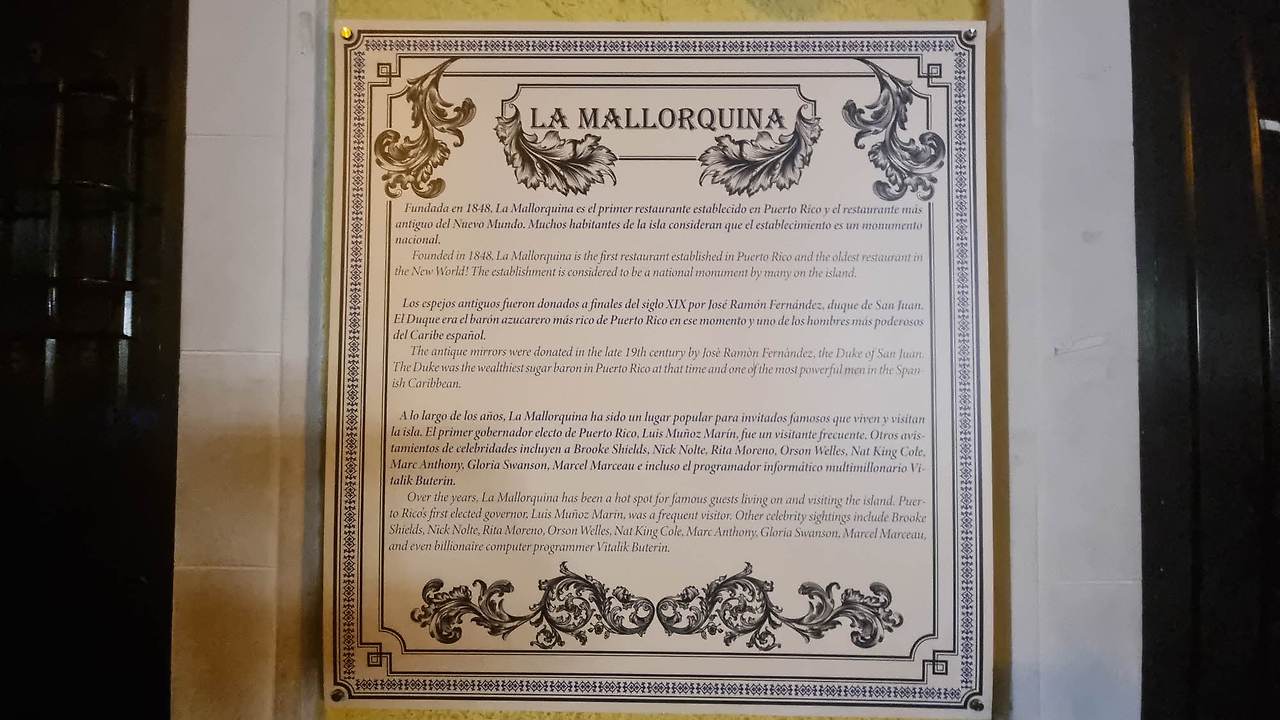 LA MALLORQUINA
Fundada en 1848, La Mallorquina es el primer restaurante establecido en Puerto Rico y el restaurante más
antiguo del Nuevo Mundo. Muchos habitantes de la isla consideran que el establecimiento es un monumento
nacional.
Founded in 1848, La Mallorquina is the first restaurant established in Puerto Rico and the oldest restaurant in
the New World! The establishment is considered to be a national monument by many on the island.
Los espejos antiguos fueron donados a finales del siglo XIX por José Ramón Fernández, duque de San Juan.
El Duque era el barón azucarero más rico de Puerto Rico en ese momento y uno de los hombres más poderosos
del Caribe español.
The antique mirrors were donated in the late 19th century by Josè Ramòn Fernàndez, the Duke of San Juan.
The Duke was the wealthiest sugar baron in Puerto Rico at that time and one of the most powerful men in the Span-
ish Caribbean.
A lo largo de los años, La Mallorquina ha sido un lugar popular para invitados famosos que viven y visitan
la isla. El primer gobernador electo de Puerto Rico, Luis Muñoz Marín, fue un visitante frecuente. Otros avis-
tamientos de celebridades incluyen a Brooke Shields, Nick Nolte, Rita Moreno, Orson Welles, Nat King Cole,
Marc Anthony, Gloria Swanson, Marcel Marceau e incluso el programador informático multimillonario Vi-
talik Buterin.
Over the years, La Mallorquina has been a hot spot for famous guests living on and visiting the island. Puer-
to Rico's first elected governor, Luis Muñoz Marin, was a frequent visitor. Other celebrity sightings include Brooke
Shields, Nick Nolte, Rita Moreno, Orson Welles, Nat King Cole, Marc Anthony, Gloria Swanson, Marcel Marceau,
and even billionaire computer programmer Vitalik Buterin.